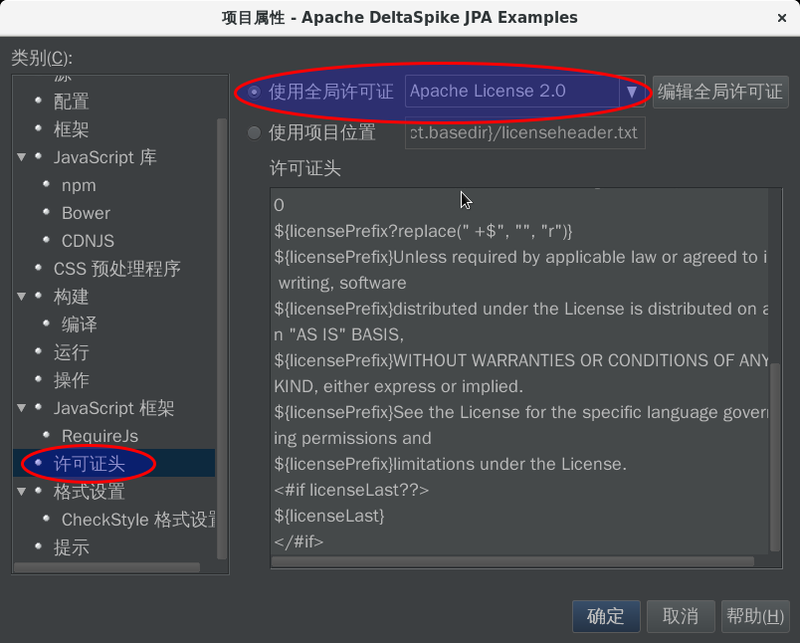 项目属性 - Apache DeltaSpike JPA Examples
类别(C):
源
配置
框架
JavaScript 库
npm
Bower
CDNJS
CSS 预处理程序
构建
编译
运行
操作
JavaScript 框架
RequireJs
许可证头
格式设置
CheckStyle 格式设置
提示
使用全局许可证 Apache License 2.0 编辑全局许可证
使用项目位置 ct.basedir}/licenseheader.txt
许可证头
0
${licensePrefix?replace(" +$", "", "r")}
${licensePrefix}Unless required by applicable law or agreed to i
writing, software
${licensePrefix}distributed under the License is distributed on a
n "AS IS" BASIS,
${licensePrefix}WITHOUT WARRANTIES OR CONDITIONS OF ANY
KIND, either express or implied.
${licensePrefix}See the License for the specific language gover
ing permissions and
${licensePrefix}limitations under the License.
<#if licenseLast??>
${licenseLast}
</#if>
确定 取消 帮助(H)